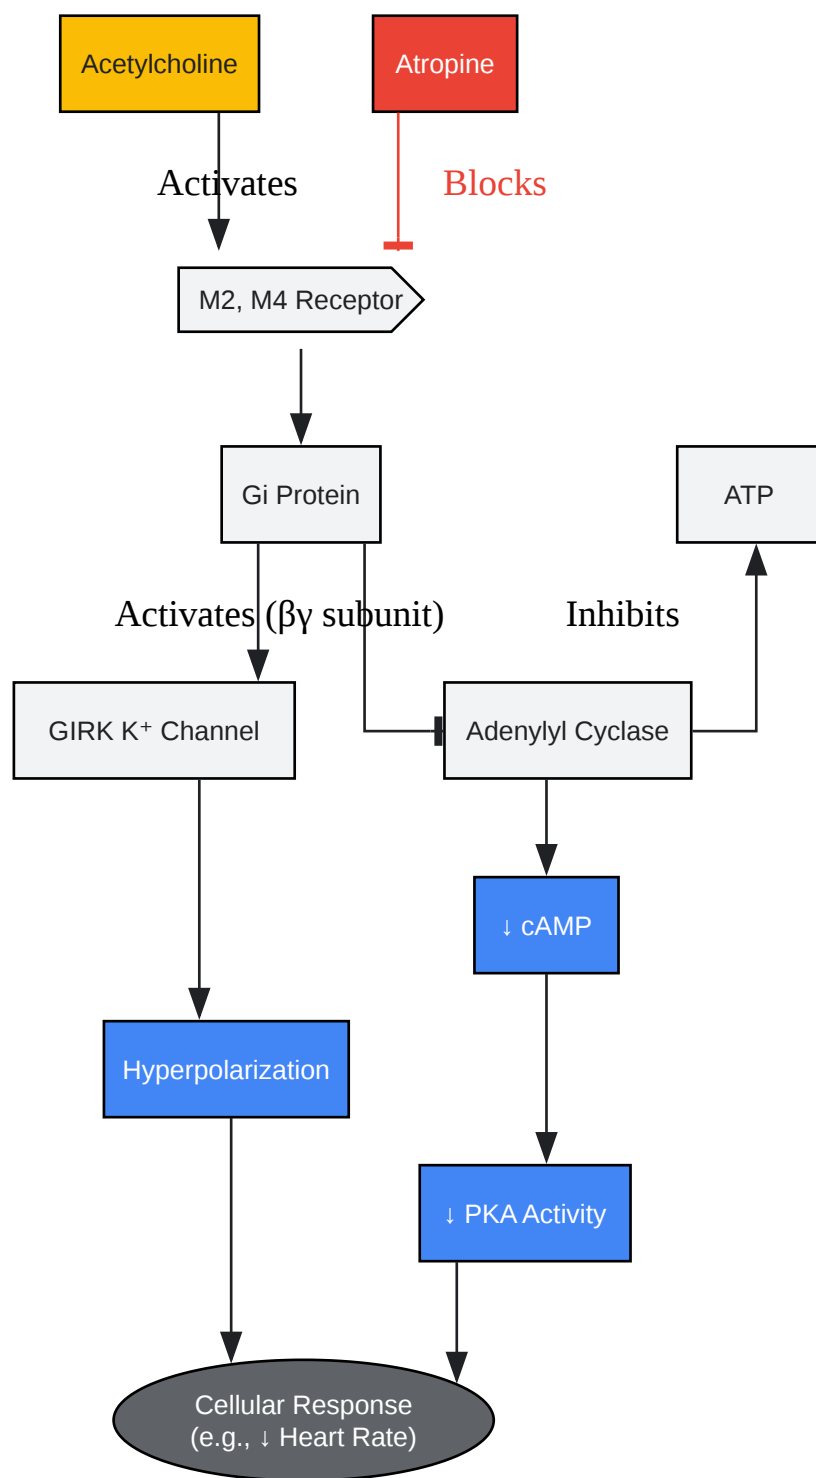 Acetylcholine
Atropine
Activates
Blocks
M2, M4 Receptor
Gi Protein
ATP
Activates (βγ subunit)
Inhibits
GIRK K⁺ Channel
Adenylyl Cyclase
↓ cAMP
Hyperpolarization
↓ PKA Activity
Cellular Response
(e.g., ↓ Heart Rate)